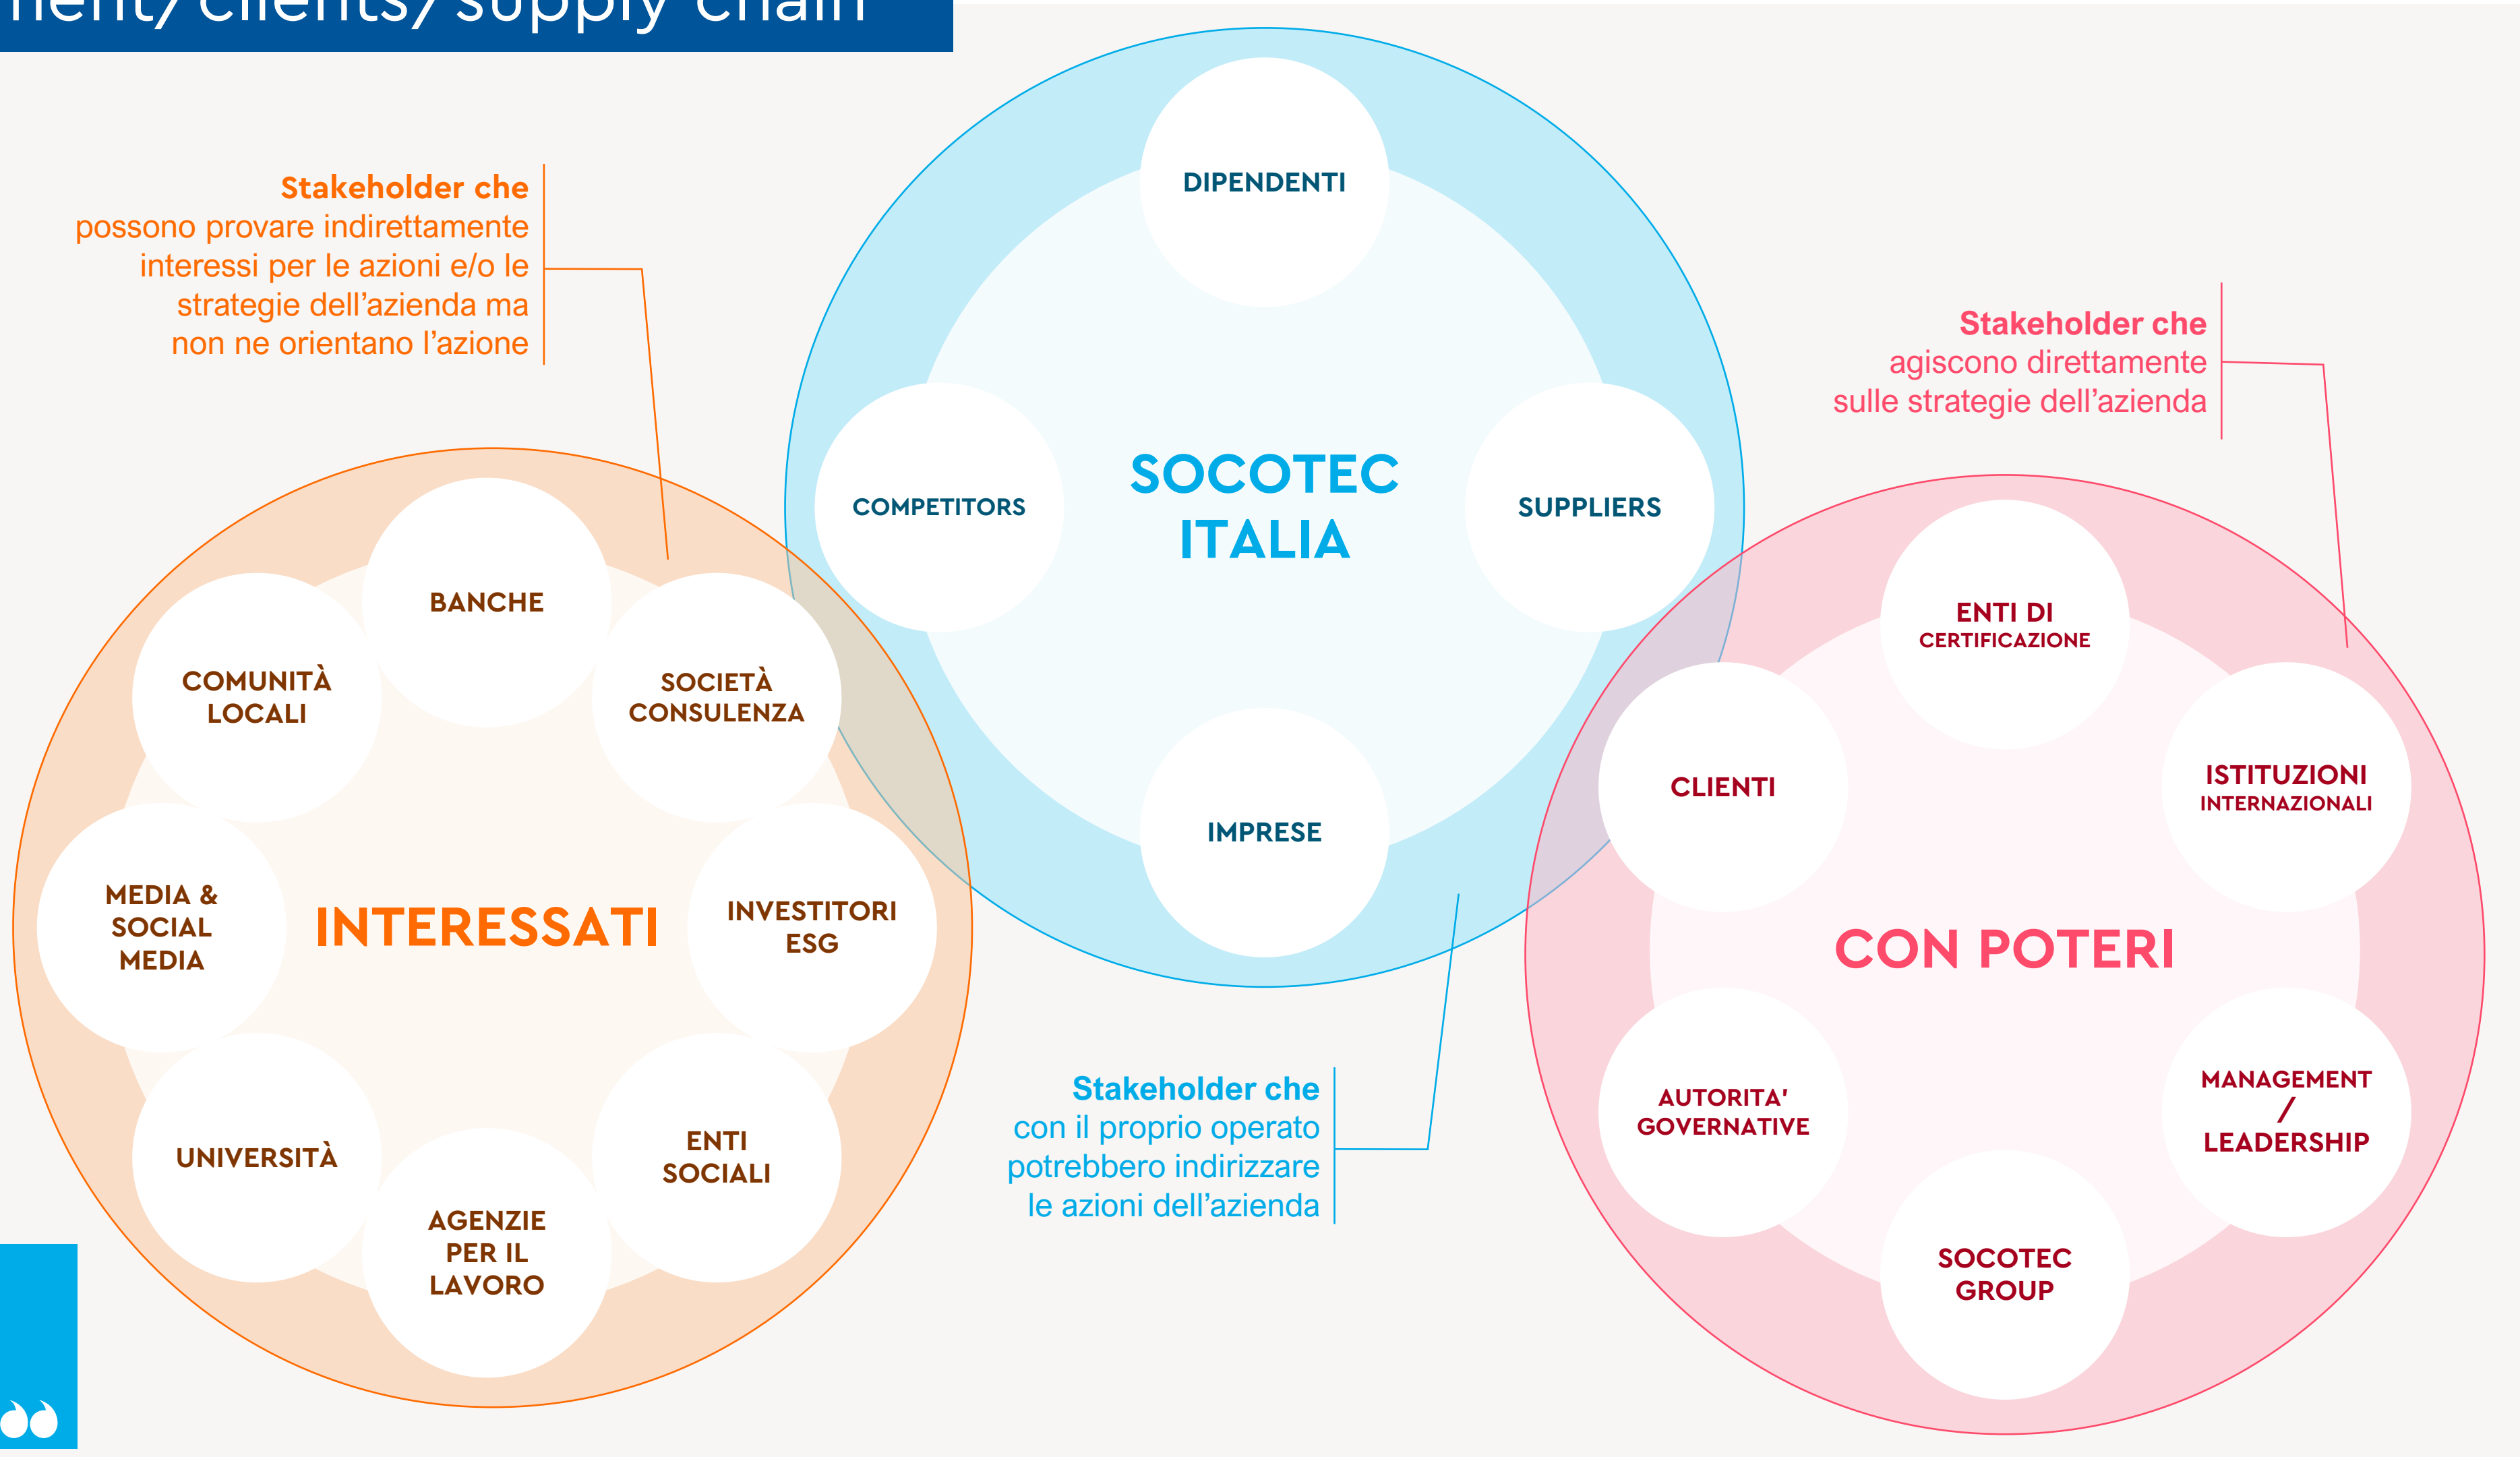 /clients/supply chain
Stakeholder che
possono provare indirettamente
interessi per le azioni e/o le
strategie dell’azienda ma
non ne orientano l’azione
DIPENDENTI
COMPETITORS
SOCOTEC
ITALIA
SUPPLIERS
IMPRESE
Stakeholder che
agiscono direttamente
sulle strategie dell’azienda
BANCHE
COMUNITÀ
LOCALI
SOCIETÀ
CONSULENZA
MEDIA &
SOCIAL
MEDIA
INTERESSATI
INVESTITORI
ESG
UNIVERSITÀ
ENTI
SOCIALI
AGENZIE
PER IL
LAVORO
Stakeholder che
con il proprio operato
potrebbero indirizzare
le azioni dell’azienda
ENTI DI
CERTIFICAZIONE
CLIENTI
ISTITUZIONI
INTERNAZIONALI
CON POTERI
AUTORITA'
GOVERNATIVE
MANAGEMENT
/
LEADERSHIP
SOCOTEC
GROUP
“